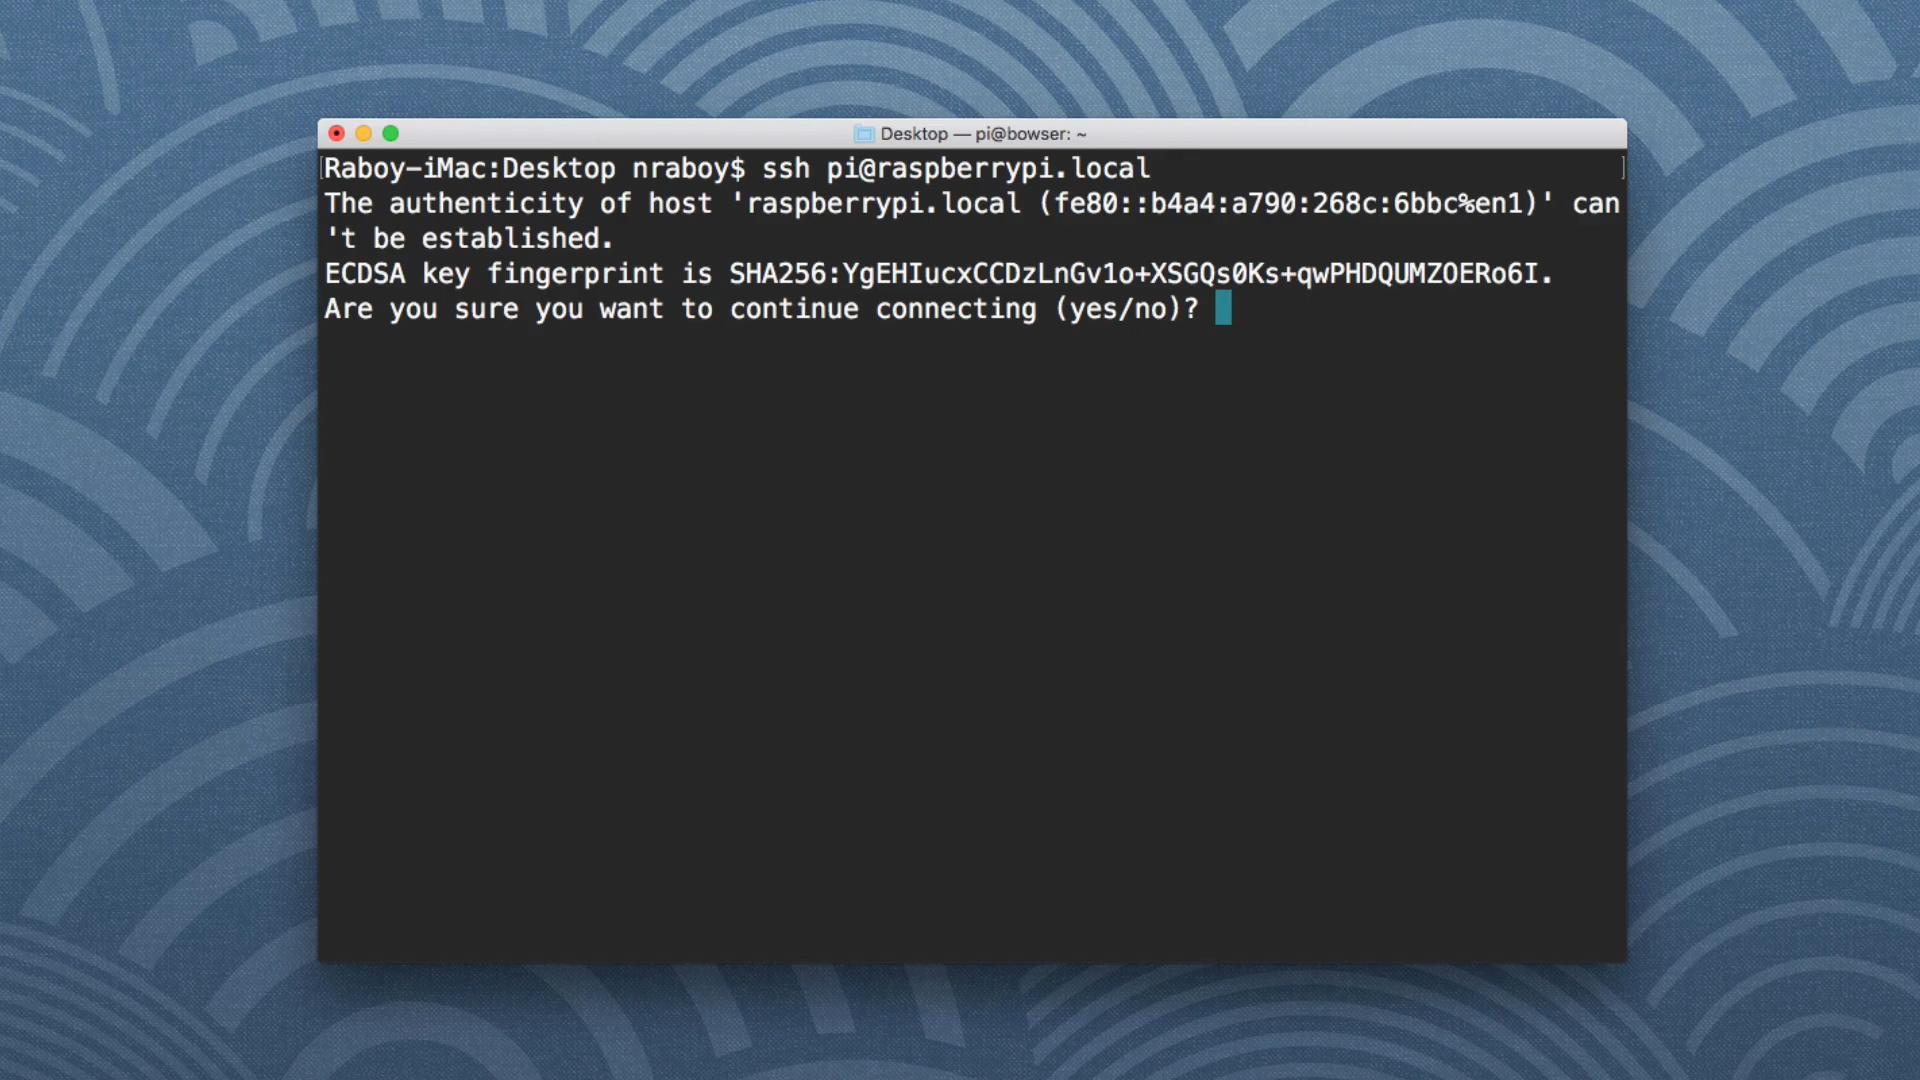 Desktop — pi@bowser: ~
Raboy-iMac:Desktop nraboy$ ssh pi@raspberrypi.local
The authenticity of host 'raspberrypi.local (fe80::b4a4:a790:268c:6bbc%en1)' can
't be established.
ECDSA key fingerprint is SHA256:YgEHIucxCCDzLnGv1o+XSGQs0Ks+qwPHDQUMZOERo6I.
Are you sure you want to continue connecting (yes/no)?